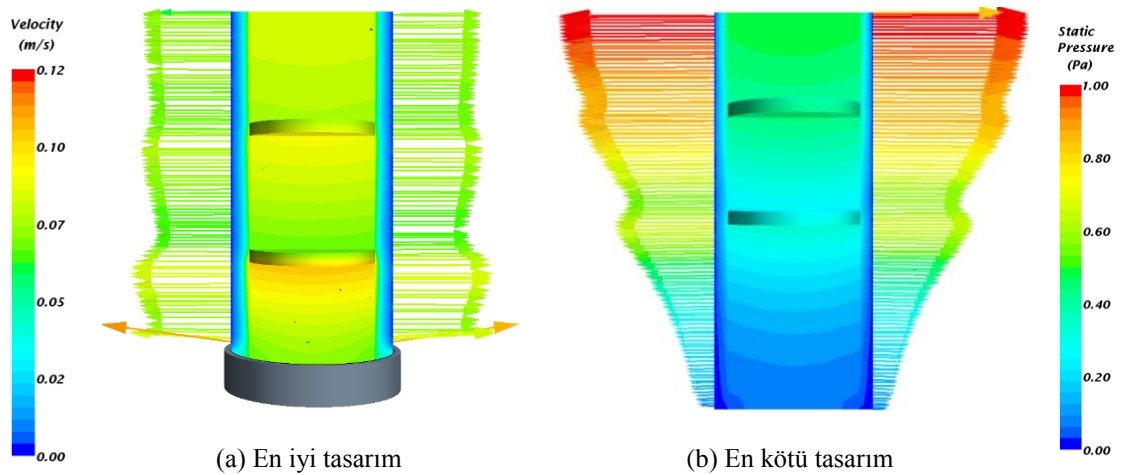 Velocity
(m/s)
0.12
0.10
0.07
0.05
0.02
0.00
(a) En iyi tasarım
Static
Pressure
(Pa)
1.00
0.80
0.60
0.40
0.20
0.00
(b) En kötü tasarım